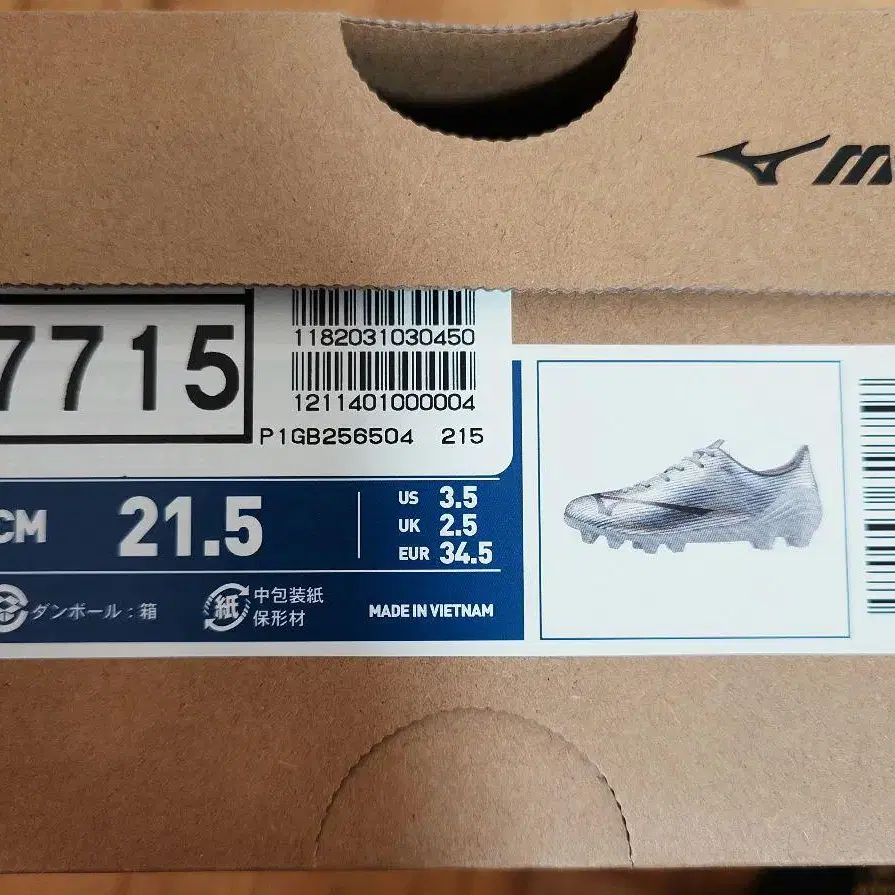 1182031030450
7715
1211401000004
P1GB256504 215
CM 21.5
US 3.5
UK 2.5
EUR 34.5
ダンボール：箱
紙
中包装紙
保形材
MADE IN VIETNAM